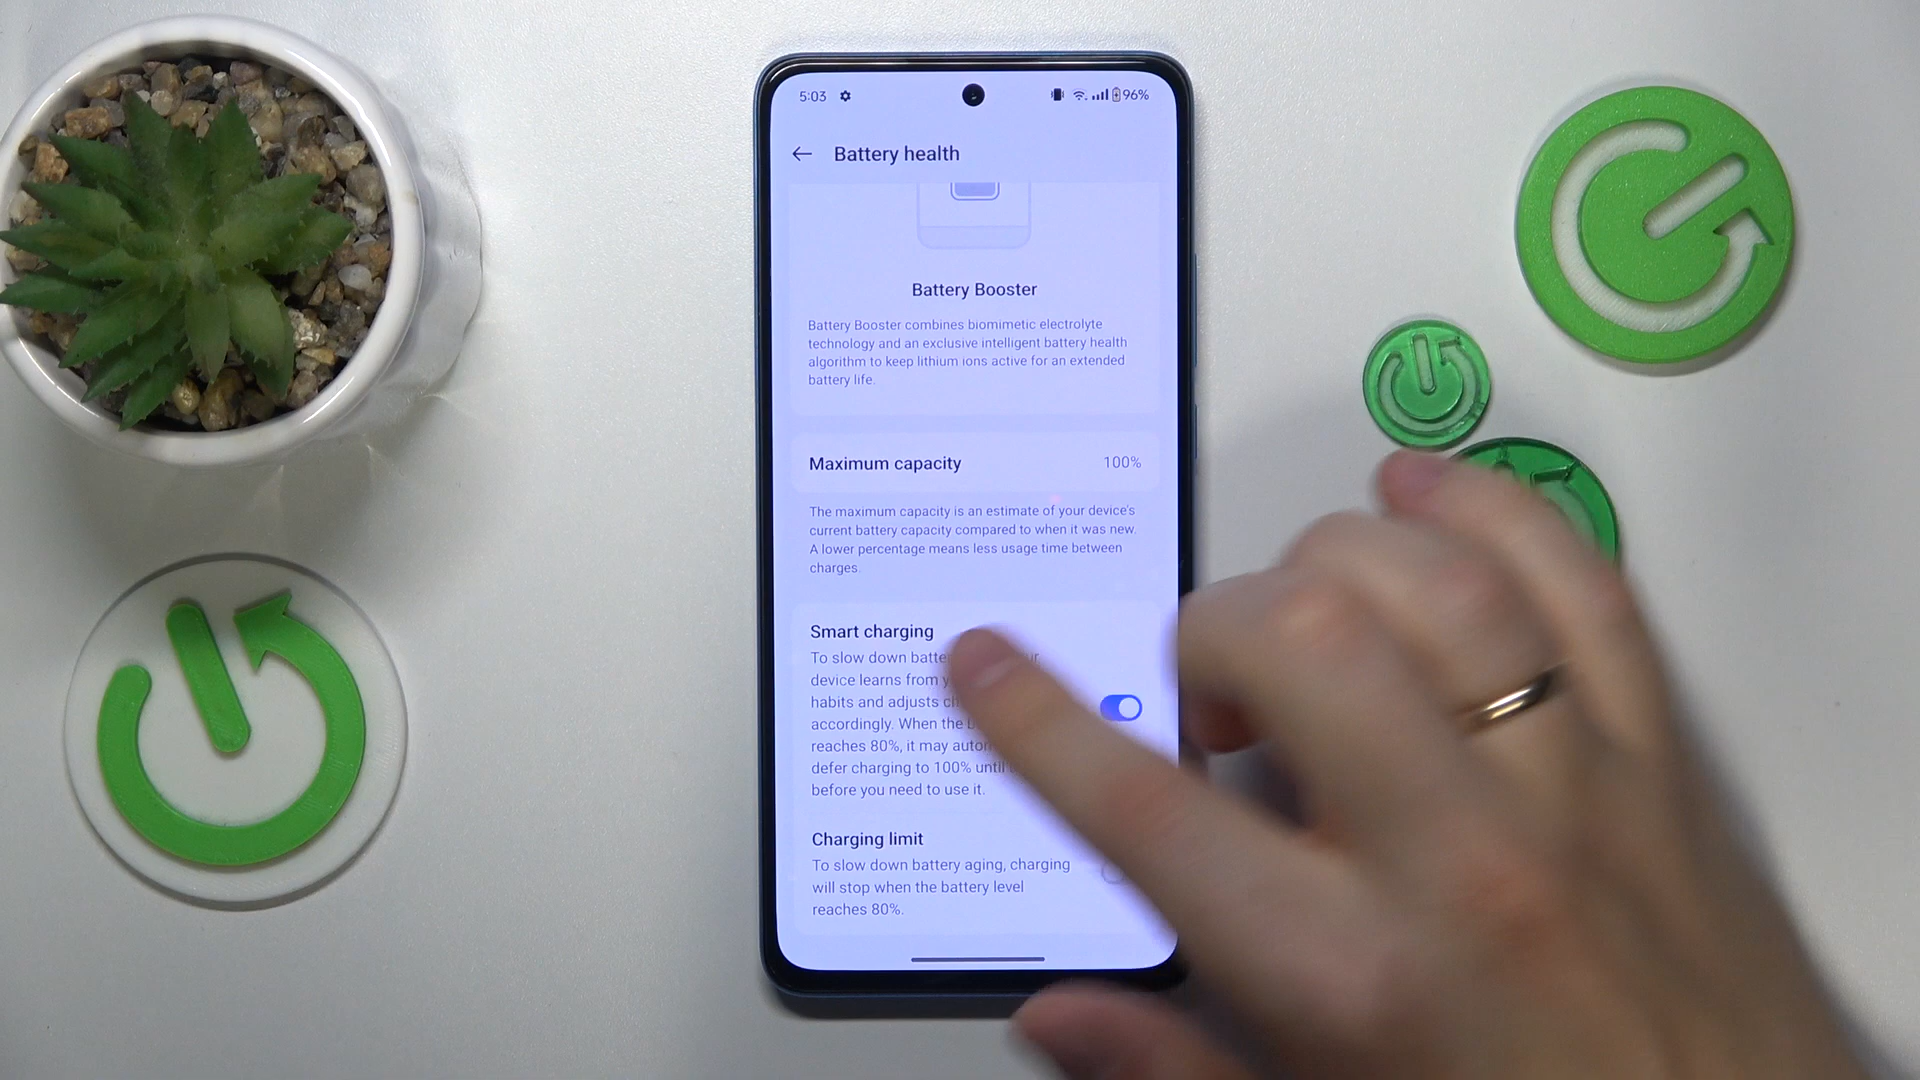 5:03
96%
Battery health
Battery Booster
Battery Booster combines biomimetic electrolyte
technology and an exclusive intelligent battery health
algorithm to keep lithium ions active for an extended
battery life.
Maximum capacity
100%
The maximum capacity is an estimate of your device's
current battery capacity compared to when it was new.
A lower percentage means less usage time between
charges.
Smart charging
To slow down
device learns from
habits and adjusts
accordingly. When the
reaches 80%, it may
defer charging to 100% until
before you need to use it.
Charging limit
To slow down battery aging, charging
will stop when the battery level
reaches 80%.